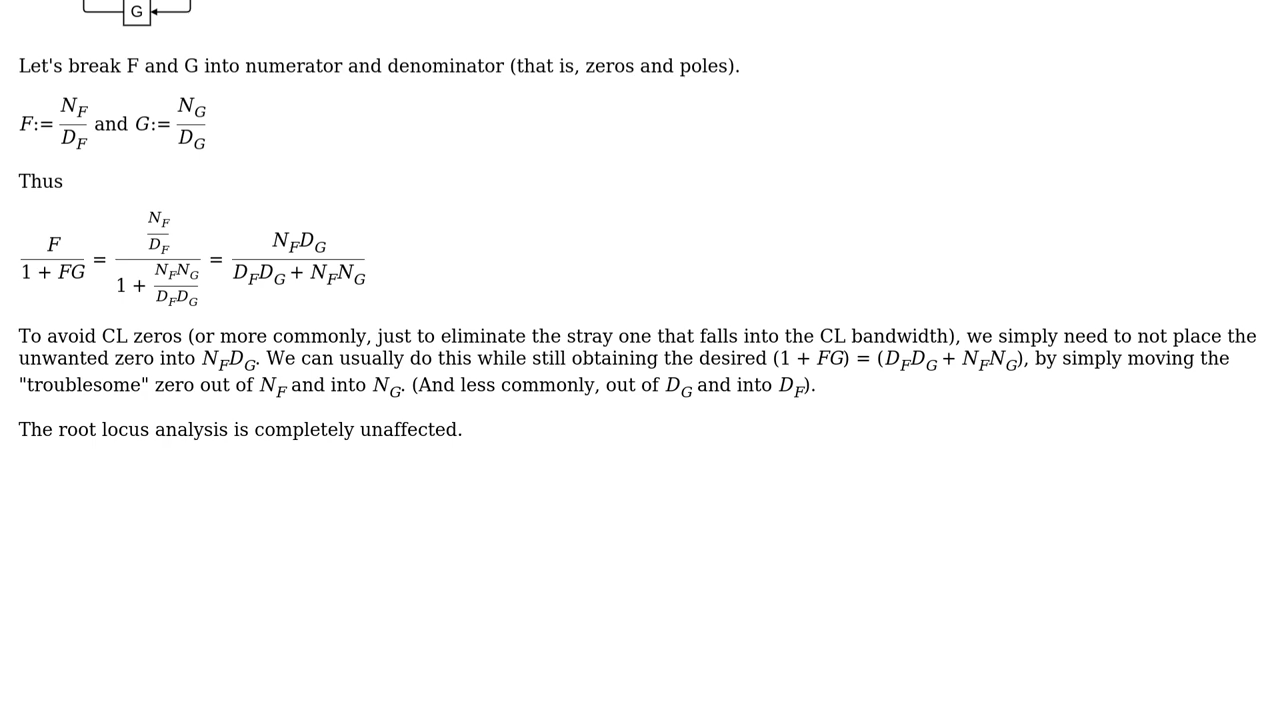 G
Let's break F and G into numerator and denominator (that is, zeros and poles).
F:= N_F/D_F and G:= N_G/D_G
Thus
F/(1 + FG) = (N_F/D_F)/(1 + N_FN_G/D_FD_G) = N_FD_G/(D_FD_G + N_FN_G)
To avoid CL zeros (or more commonly, just to eliminate the stray one that falls into the CL bandwidth), we simply need to not place the
unwanted zero into N_FD_G. We can usually do this while still obtaining the desired (1 + FG) = (D_FD_G + N_FN_G), by simply moving the
"troublesome" zero out of N_F and into N_G. (And less commonly, out of D_G and into D_F).
The root locus analysis is completely unaffected.